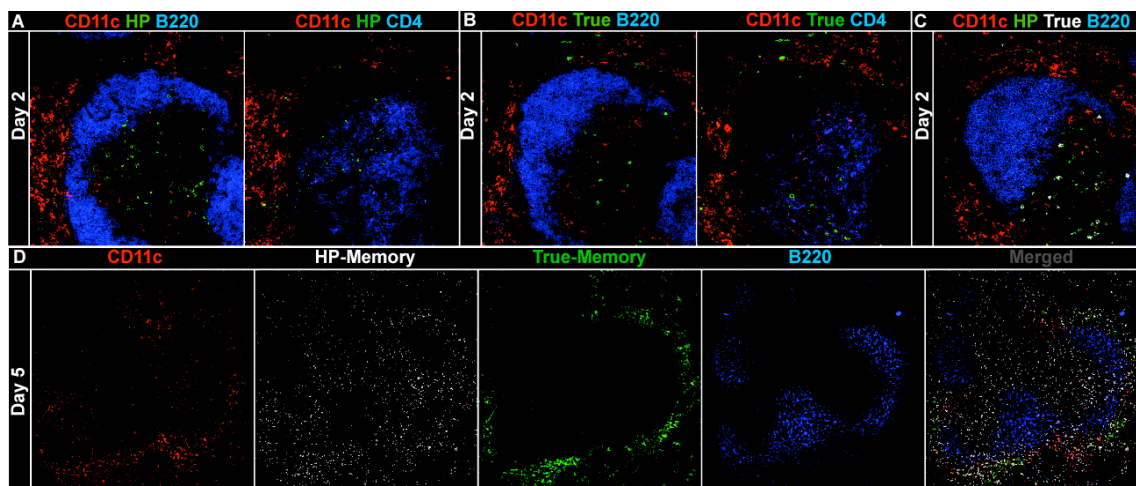 A CD11c HP B220 CD11c HP CD4
B CD11c True B220 CD11c True CD4
C CD11c HP True B220
Day 2
Day 2
Day 2
D CD11c HP-Memory True-Memory B220 Merged
Day 5